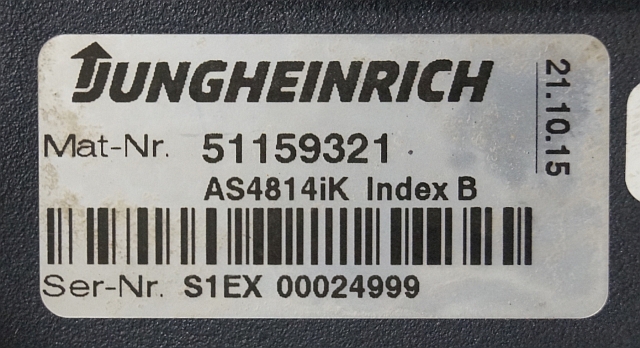 JUNGHEINRICH
Mat-Nr. 51159321
AS4814iK Index B
Ser-Nr. S1EX 00024999
21.10.15